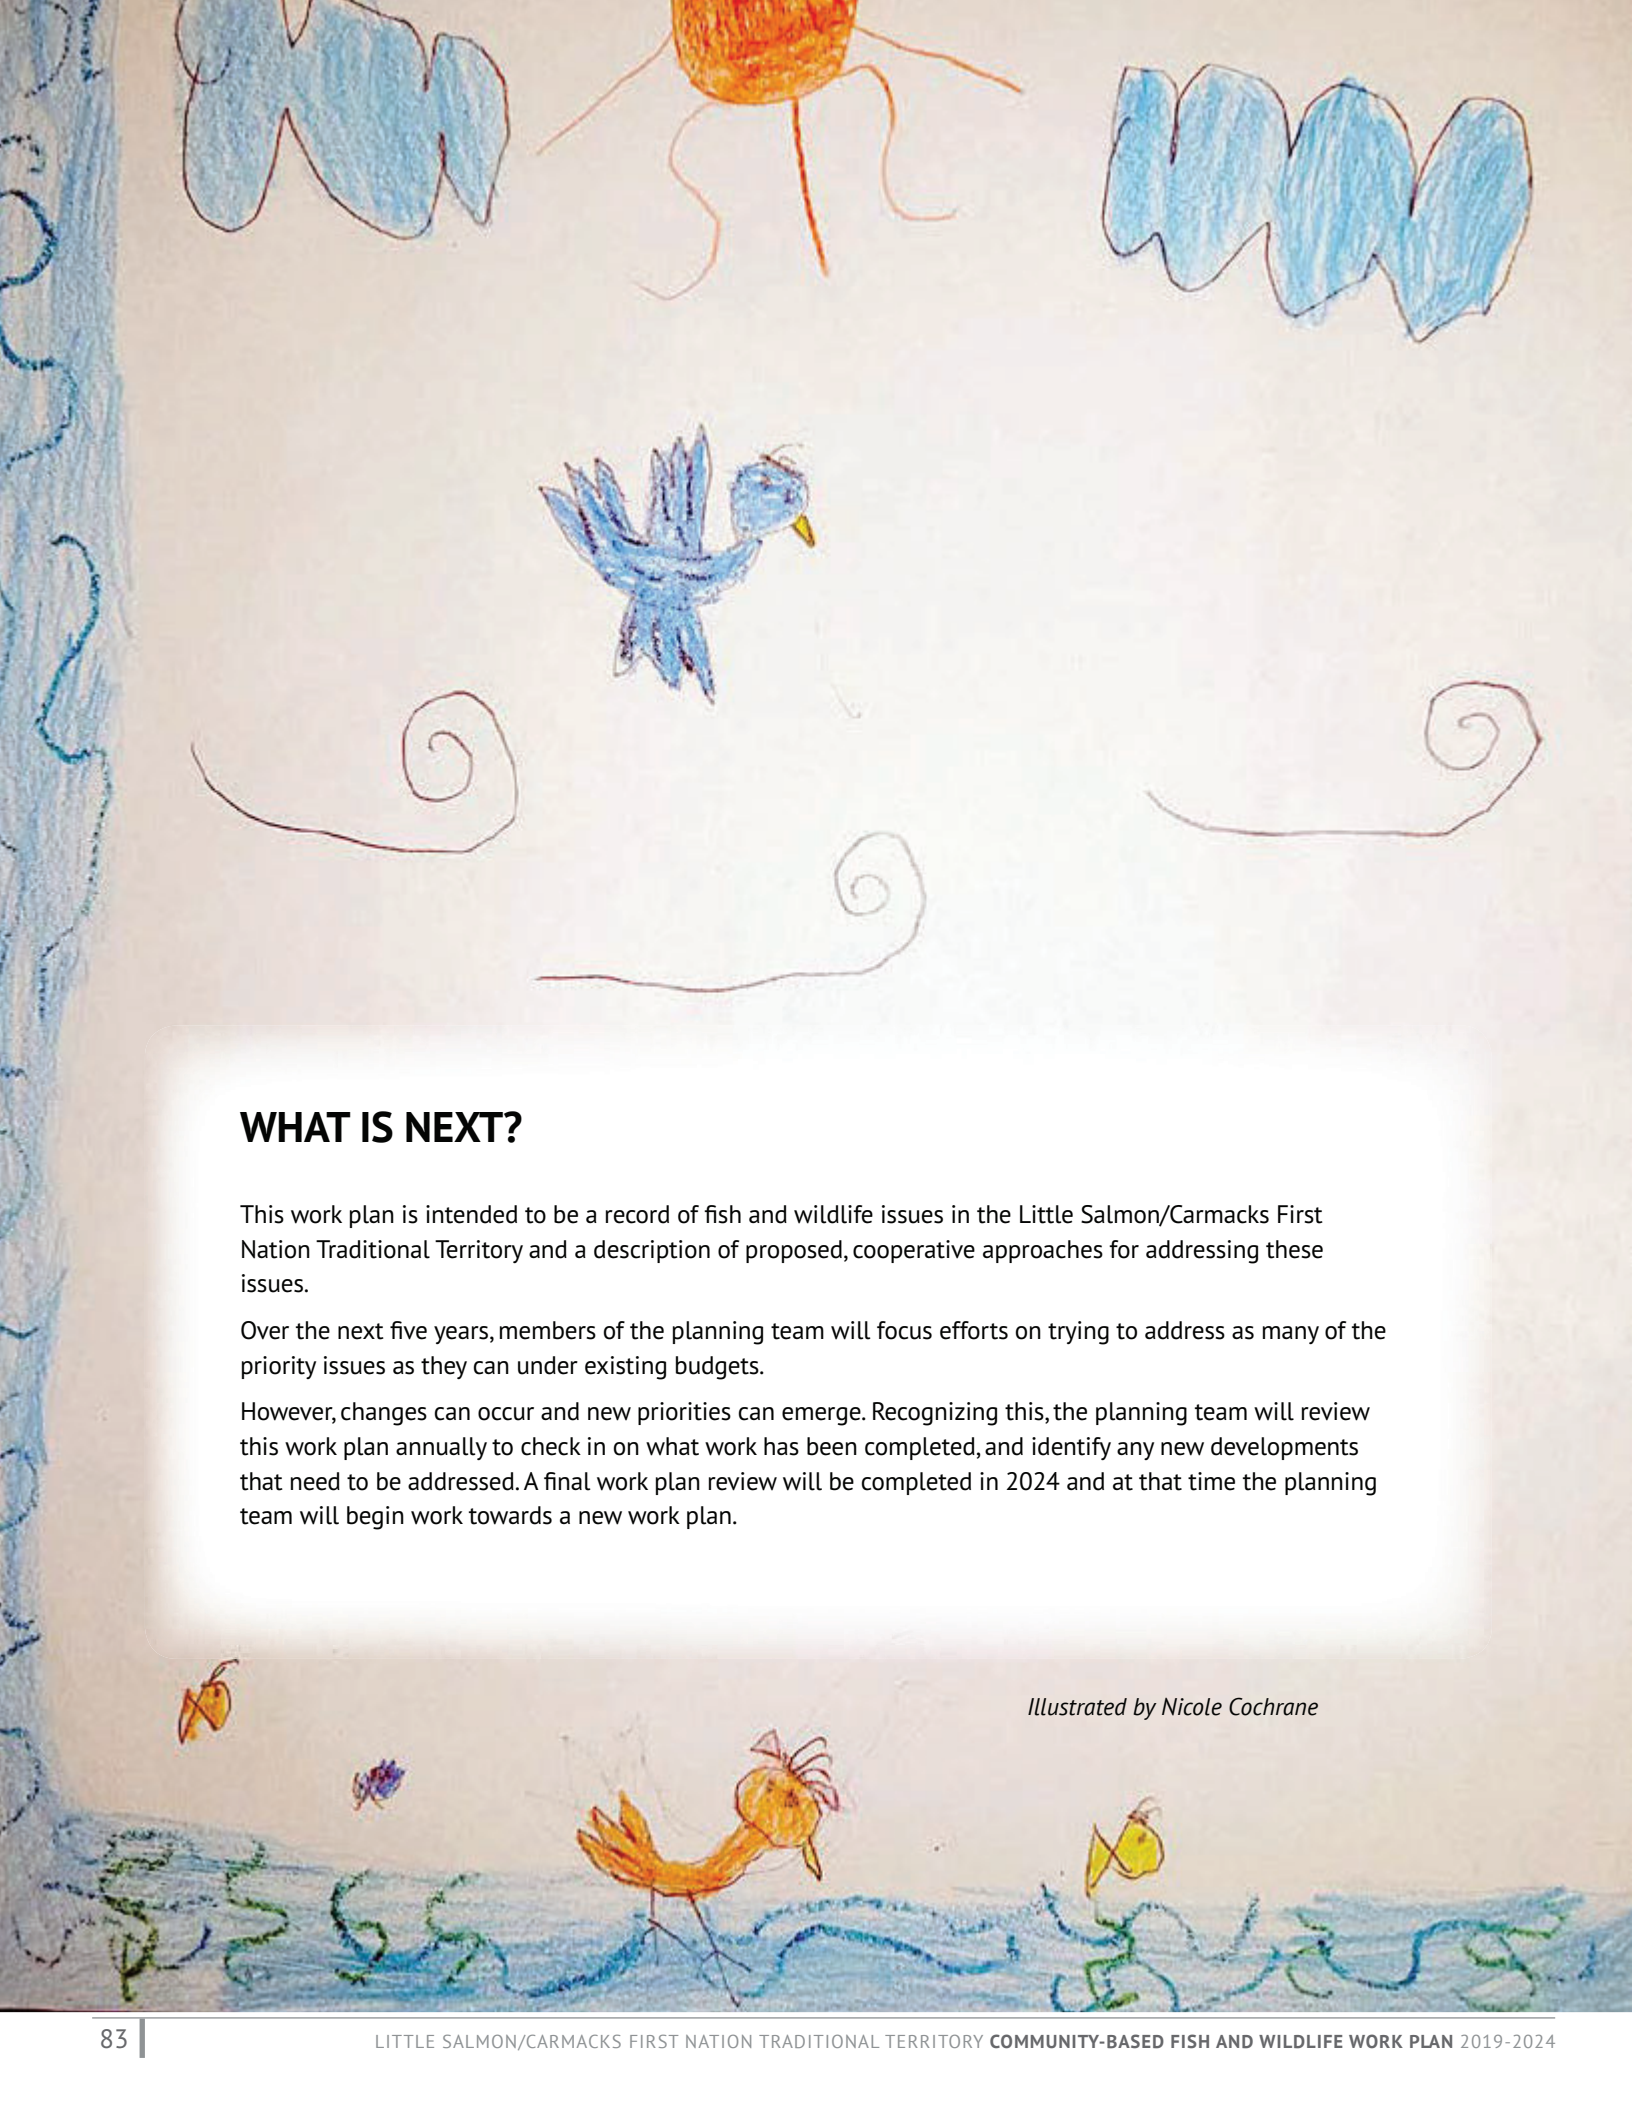 WHAT IS NEXT?
This work plan is intended to be a record of fish and wildlife issues in the Little Salmon/Carmacks First
Nation Traditional Territory and a description of proposed, cooperative approaches for addressing these
issues.
Over the next five years, members of the planning team will focus efforts on trying to address as many of the
priority issues as they can under existing budgets.
However, changes can occur and new priorities can emerge. Recognizing this, the planning team will review
this work plan annually to check in on what work has been completed, and identify any new developments
that need to be addressed. A final work plan review will be completed in 2024 and at that time the planning
team will begin work towards a new work plan.
Illustrated by Nicole Cochrane
83 LITTLE SALMON/CARMACKS FIRST NATION TRADITIONAL TERRITORY COMMUNITY-BASED FISH AND WILDLIFE WORK PLAN 2019-2024